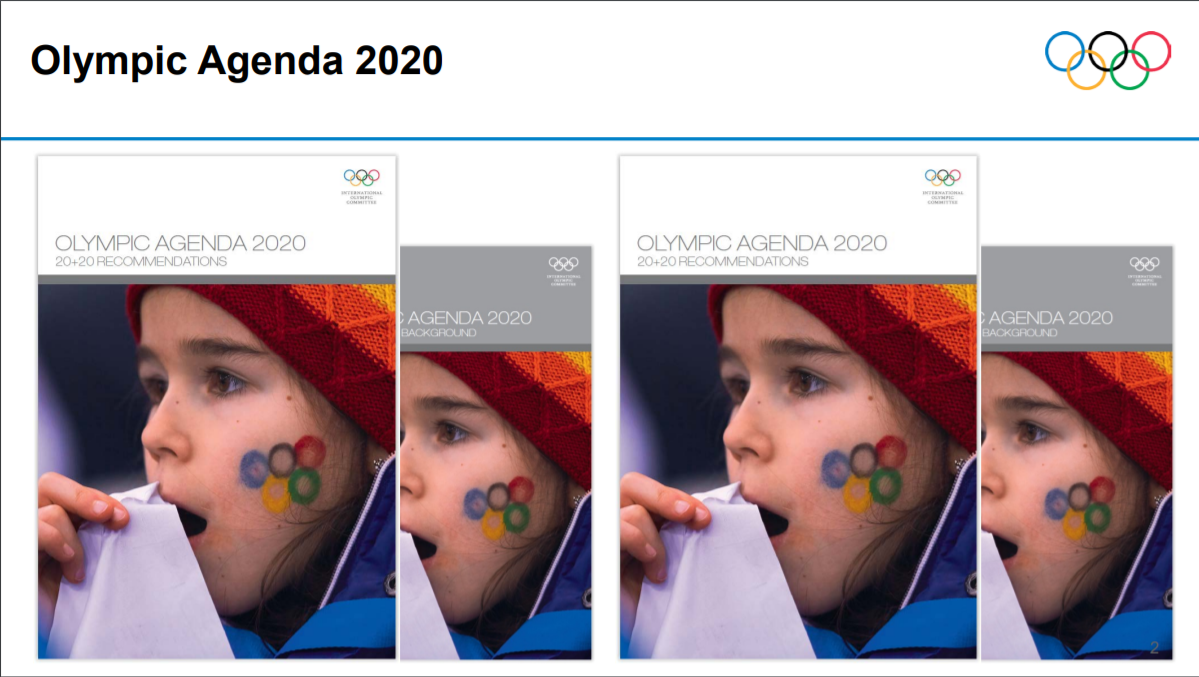 Olympic Agenda 2020
INTERNATIONAL
OLYMPIC
COMMITTEE
OLYMPIC AGENDA 2020
20+20 RECOMMENDATIONS
INTERNATIONAL
OLYMPIC
COMMITTEE
C AGENDA 2020
BACKGROUND
INTERNATIONAL
OLYMPIC
COMMITTEE
OLYMPIC AGENDA 2020
20+20 RECOMMENDATIONS
INTERNATIONAL
OLYMPIC
COMMITTEE
C AGENDA 2020
BACKGROUND
2